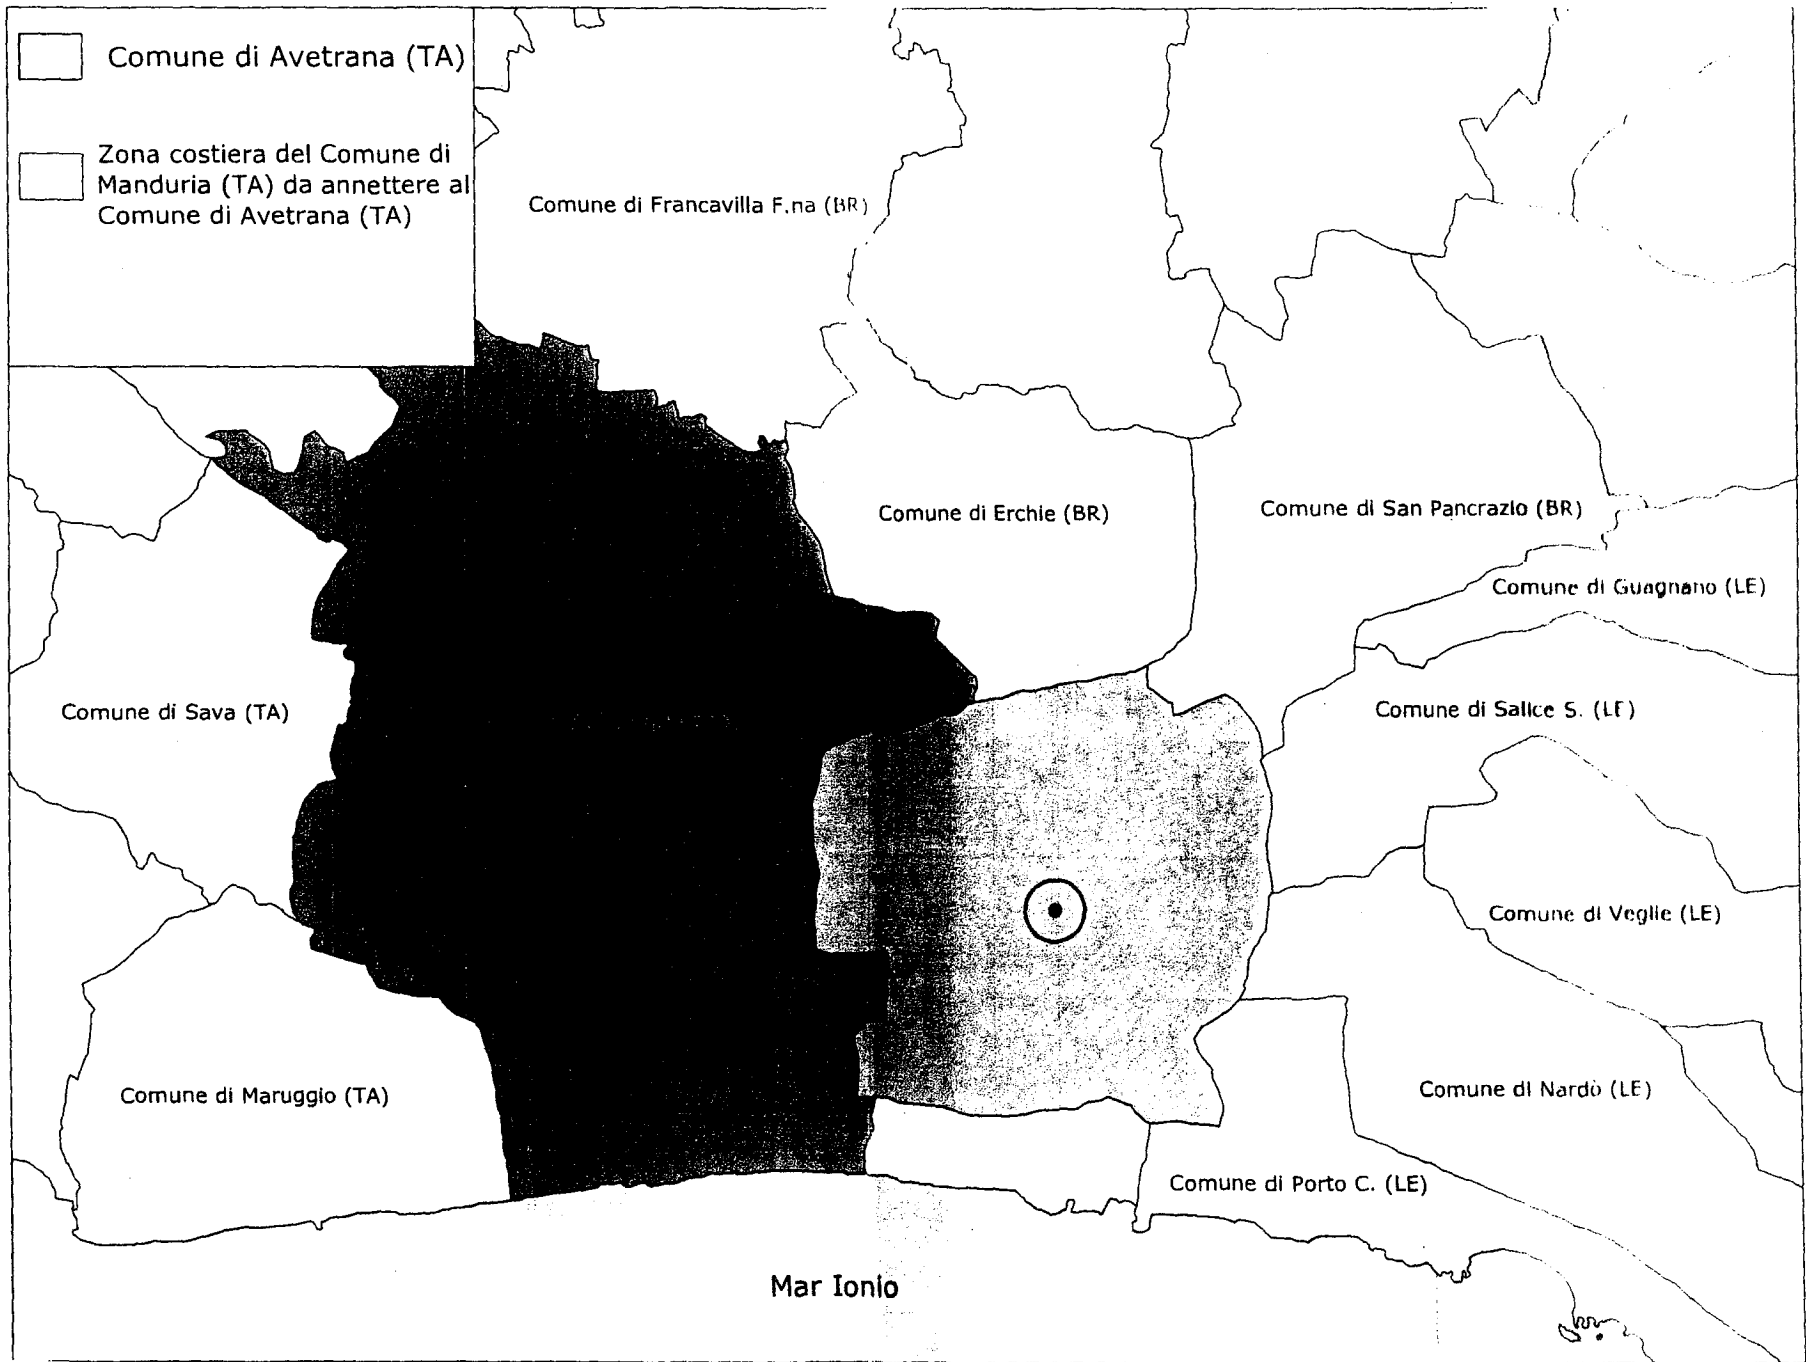 Comune di Avetrana (TA)
Zona costiera del Comune di
Manduria (TA) da annettere al
Comune di Avetrana (TA)
Comune di Francavilla F.na (BR)
Comune di Erchie (BR)
Comune di San Pancrazio (BR)
Comune di Guagnano (LE)
Comune di Sava (TA)
Comune di Salice S. (LE)
Comune di Veglie (LE)
Comune di Maruggio (TA)
Comune di Nardò (LE)
Comune di Porto C. (LE)
Mar Ionio